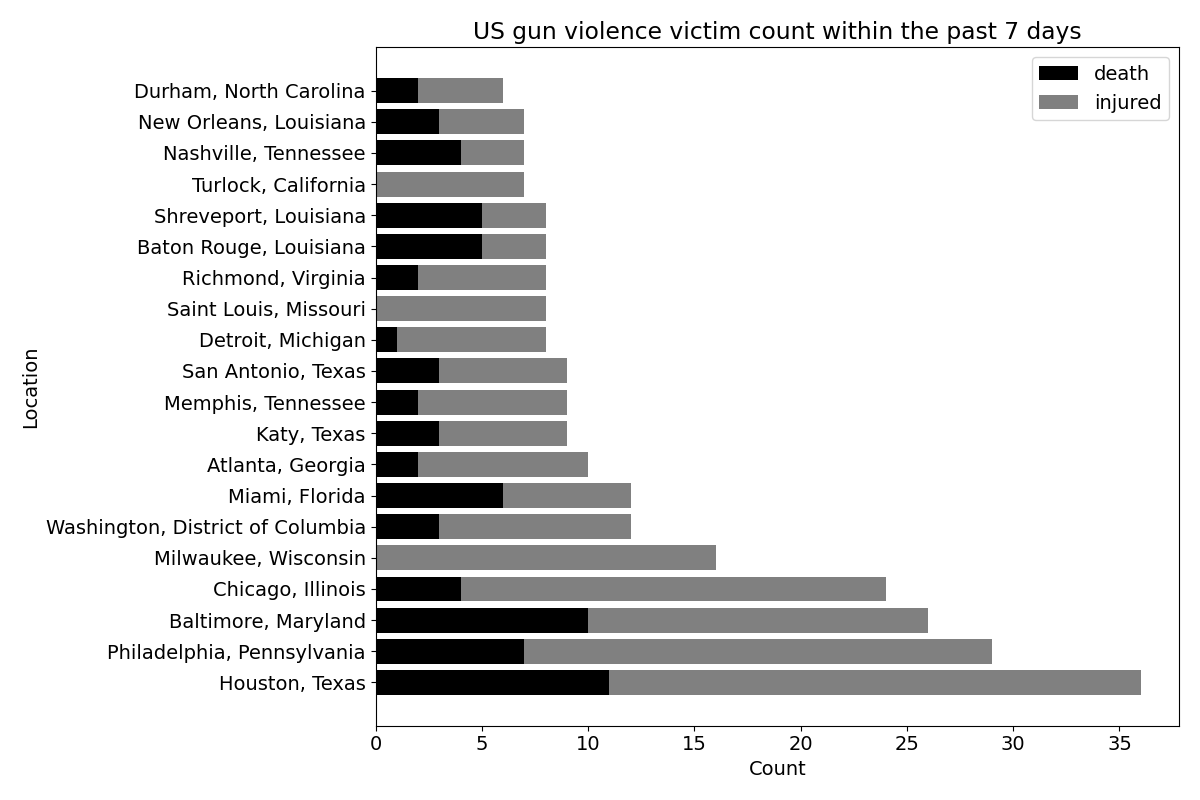 US gun violence victim count within the past 7 days
death
injured
Durham, North Carolina
New Orleans, Louisiana
Nashville, Tennessee
Turlock, California
Shreveport, Louisiana
Baton Rouge, Louisiana
Richmond, Virginia
Saint Louis, Missouri
Detroit, Michigan
San Antonio, Texas
Memphis, Tennessee
Katy, Texas
Atlanta, Georgia
Miami, Florida
Washington, District of Columbia
Milwaukee, Wisconsin
Chicago, Illinois
Baltimore, Maryland
Philadelphia, Pennsylvania
Houston, Texas
Location
0 5 10 15 20 25 30 35
Count